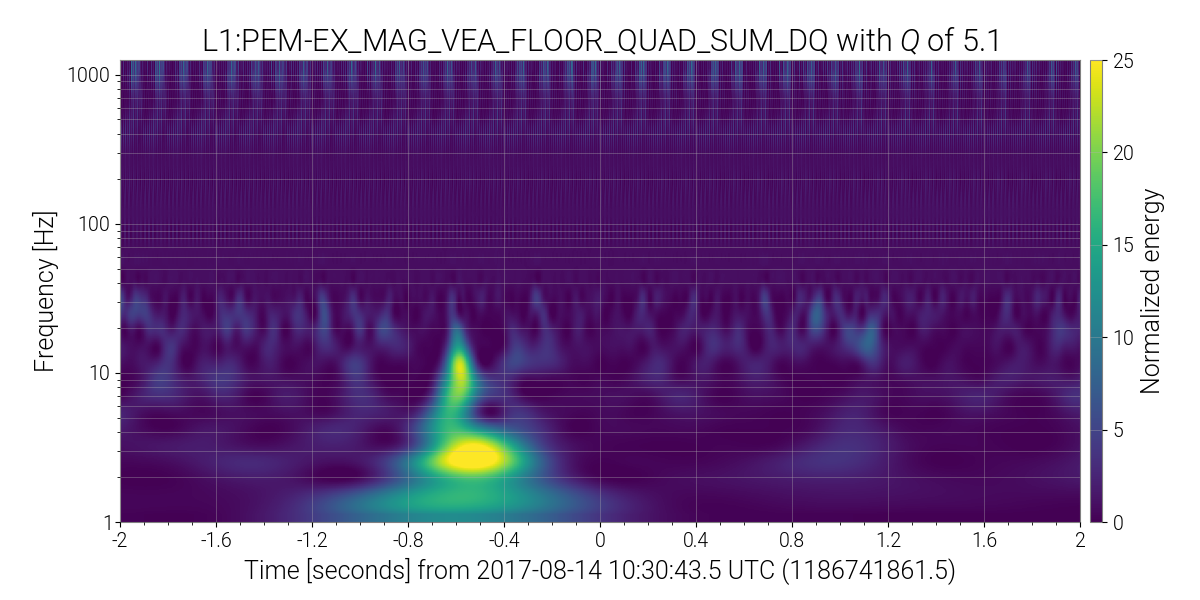 L1:PEM-EX_MAG_VEA_FLOOR_QUAD_SUM_DQ with Q of 5.1
1000
100
10
1
Frequency [Hz]
-2 -1.6 -1.2 -0.8 -0.4 0 0.4 0.8 1.2 1.6 2
Time [seconds] from 2017-08-14 10:30:43.5 UTC (1186741861.5)
25
20
15
10
5
0
Normalized energy